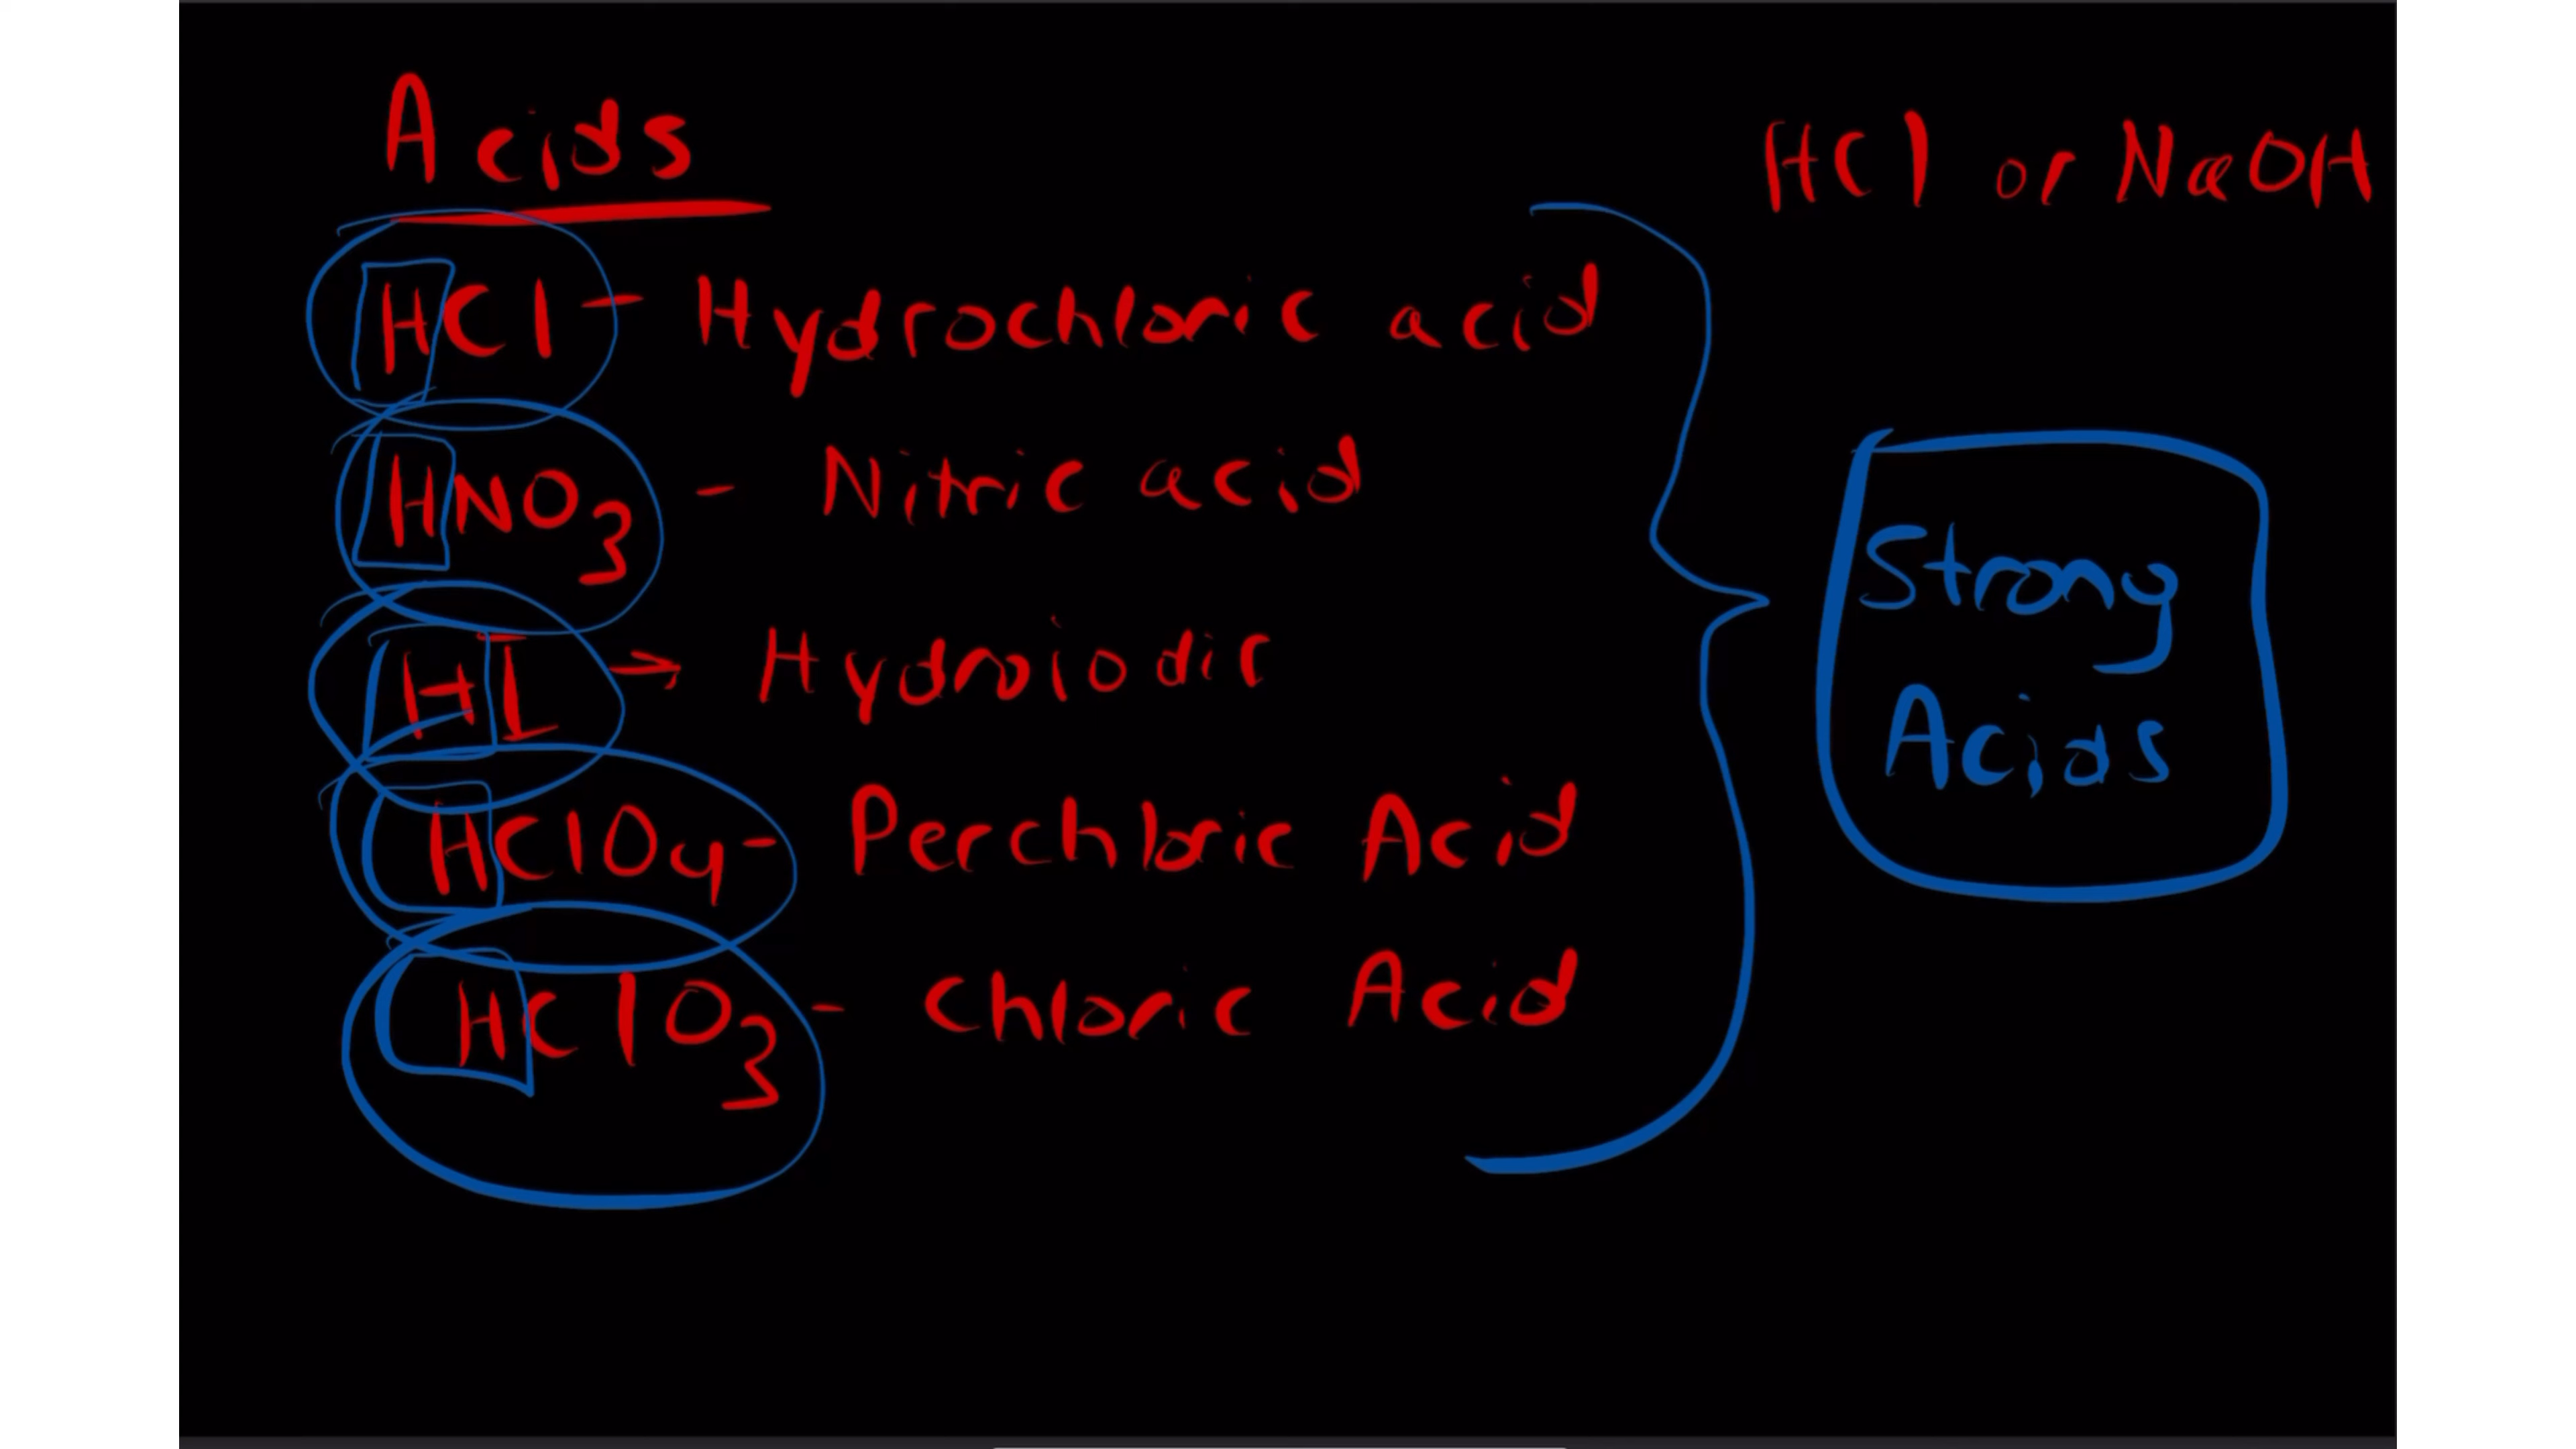 Acids
HCl or NaOH
HCl - Hydrochloric acid
HNO3 - Nitric acid
HI → Hydroiodic
HClO4 - Perchloric Acid
HClO3 - Chloric Acid
Strong
Acids